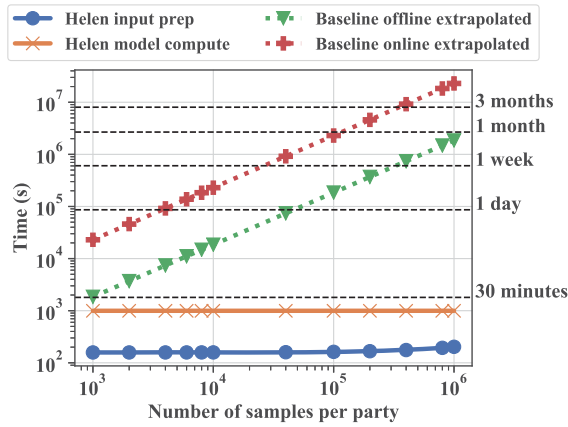 Helen input prep
Helen model compute
Baseline offline extrapolated
Baseline online extrapolated
Time (s)
10^7
10^6
10^5
10^4
10^3
10^2
3 months
1 month
1 week
1 day
30 minutes
10^3
10^4
10^5
10^6
Number of samples per party